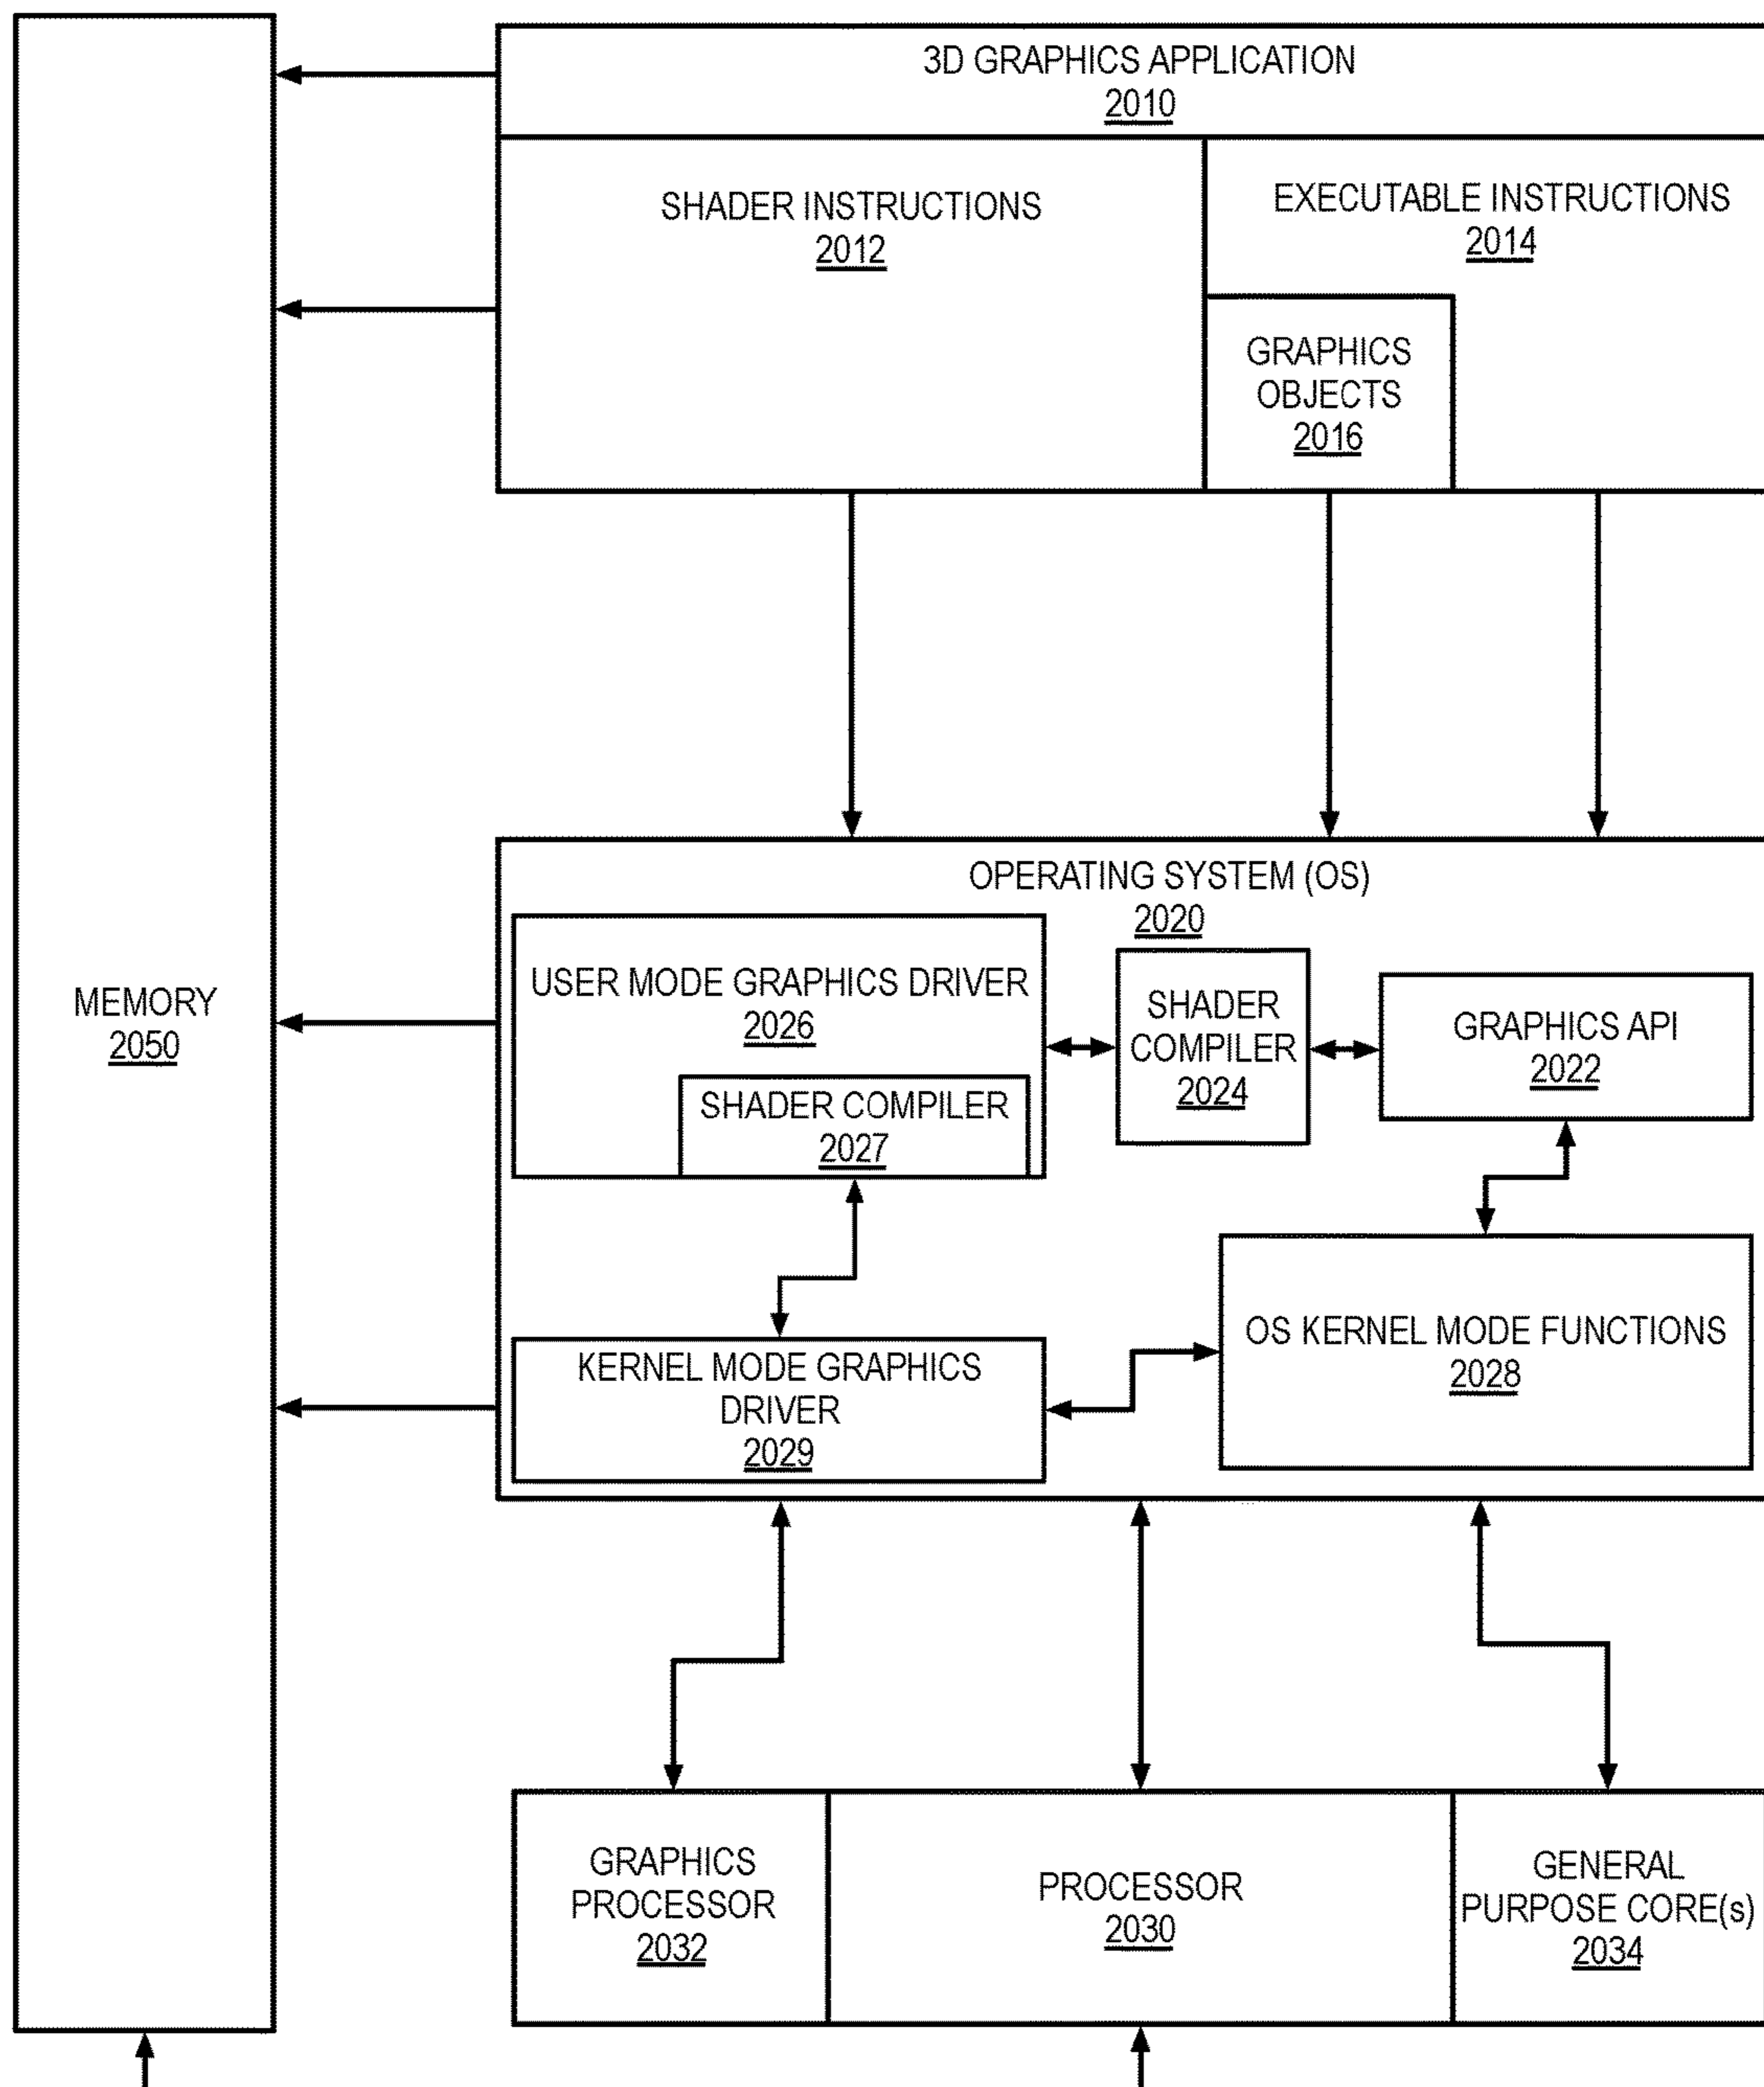 3D GRAPHICS APPLICATION
2010
SHADER INSTRUCTIONS
2012
EXECUTABLE INSTRUCTIONS
2014
GRAPHICS
OBJECTS
2016
MEMORY
2050
OPERATING SYSTEM (OS)
2020
USER MODE GRAPHICS DRIVER
2026
SHADER COMPILER
2027
SHADER
COMPILER
2024
GRAPHICS API
2022
KERNEL MODE GRAPHICS
DRIVER
2029
OS KERNEL MODE FUNCTIONS
2028
GRAPHICS
PROCESSOR
2032
PROCESSOR
2030
GENERAL
PURPOSE CORE(s)
2034